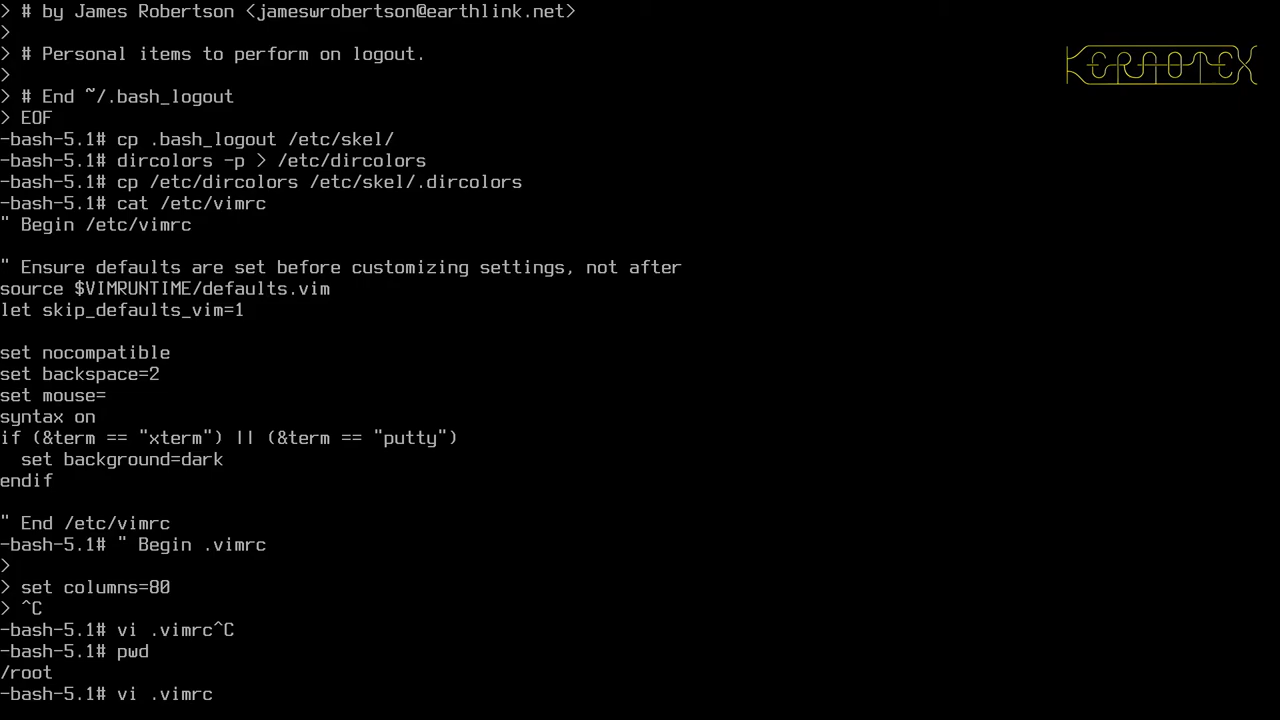 > # by James Robertson <jameswrobertson@earthlink.net>
>
> # Personal items to perform on logout.
>
> # End ~/.bash_logout
> EOF
-bash-5.1# cp .bash_logout /etc/skel/
-bash-5.1# dircolors -p > /etc/dircolors
-bash-5.1# cp /etc/dircolors /etc/skel/.dircolors
-bash-5.1# cat /etc/vimrc
" Begin /etc/vimrc

" Ensure defaults are set before customizing settings, not after
source $VIMRUNTIME/defaults.vim
let skip_defaults_vim=1

set nocompatible
set backspace=2
set mouse=
syntax on
if (&term == "xterm") || (&term == "putty")
  set background=dark
endif

" End /etc/vimrc
-bash-5.1# " Begin .vimrc
>
> set columns=80
> ^C
-bash-5.1# vi .vimrc^C
-bash-5.1# pwd
/root
-bash-5.1# vi .vimrc
KERNOTEX